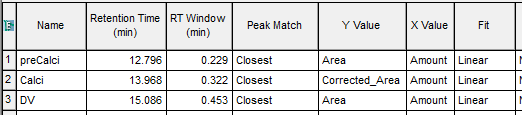 Name Retention Time (min) RT Window (min) Peak Match Y Value X Value Fit
1 preCalci 12.796 0.229 Closest Area Amount Linear
2 Calci 13.968 0.322 Closest Corrected_Area Amount Linear
3 DV 15.086 0.453 Closest Area Amount Linear